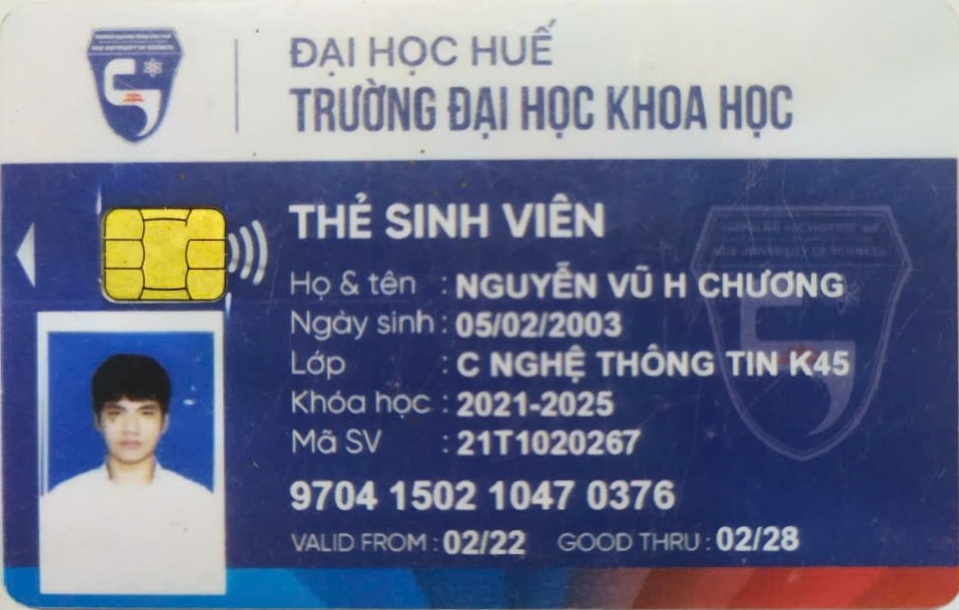 ĐẠI HỌC HUẾ
TRƯỜNG ĐẠI HỌC KHOA HỌC
THẺ SINH VIÊN
Họ & tên : NGUYỄN VŨ H CHƯƠNG
Ngày sinh : 05/02/2003
Lớp : C NGHỆ THÔNG TIN K45
Khóa học : 2021-2025
Mã SV : 21T1020267
9704 1502 1047 0376
VALID FROM : 02/22 GOOD THRU : 02/28